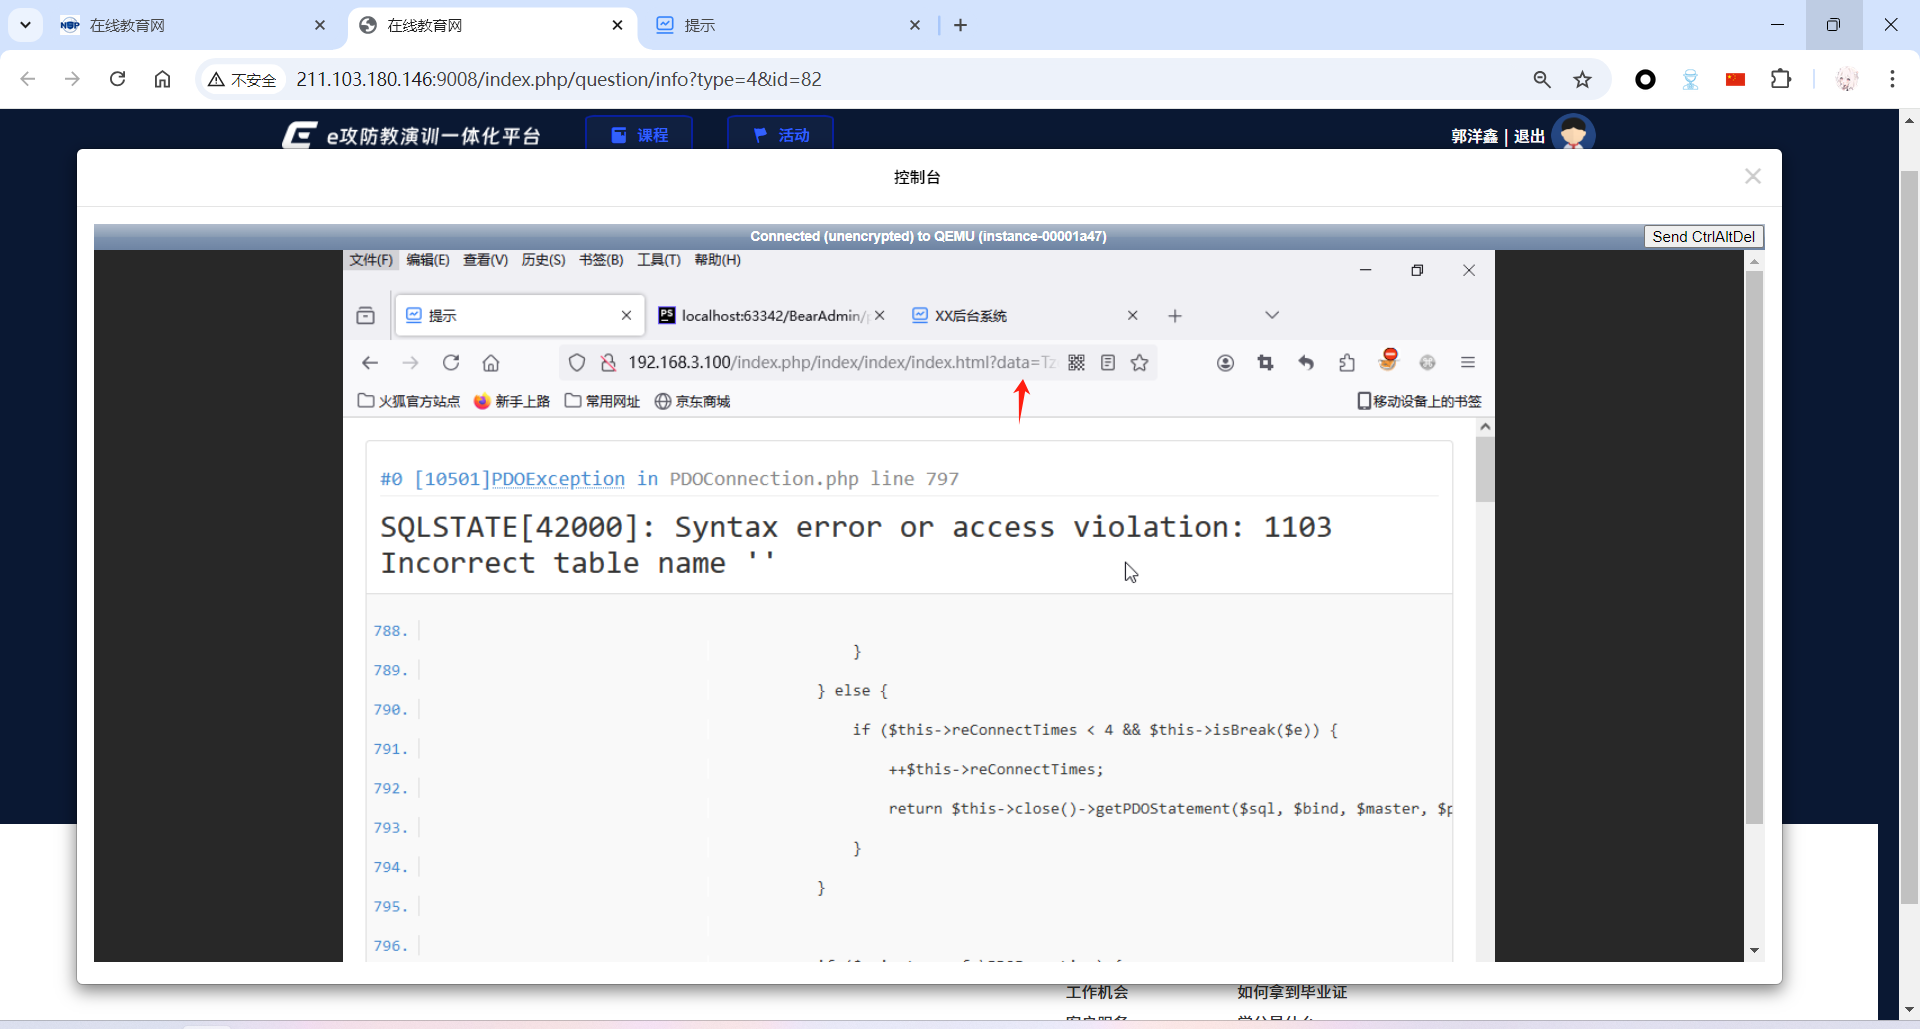 在线教育网
在线教育网
提示
不安全
211.103.180.146:9008/index.php/question/info?type=4&id=82
e攻防教演训一体化平台
课程
活动
郭洋鑫 | 退出
控制台
Connected (unencrypted) to QEMU (instance-00001a47)
Send CtrlAltDel
文件(F) 编辑(E) 查看(V) 历史(S) 书签(B) 工具(T) 帮助(H)
提示
PS localhost:63342/BearAdmin/
XX后台系统
192.168.3.100/index.php/index/index/index.html?data=Tz
火狐官方站点 新手上路 常用网址 京东商城
移动设备上的书签
#0 [10501]PDOException in PDOConnection.php line 797
SQLSTATE[42000]: Syntax error or access violation: 1103
Incorrect table name ''
788.
}
789.
} else {
790.
if ($this->reConnectTimes < 4 && $this->isBreak($e)) {
791.
++$this->reConnectTimes;
792.
return $this->close()->getPDOStatement($sql, $bind, $master, $p
793.
}
794.
}
795.
796.
工作机会
如何拿到毕业证